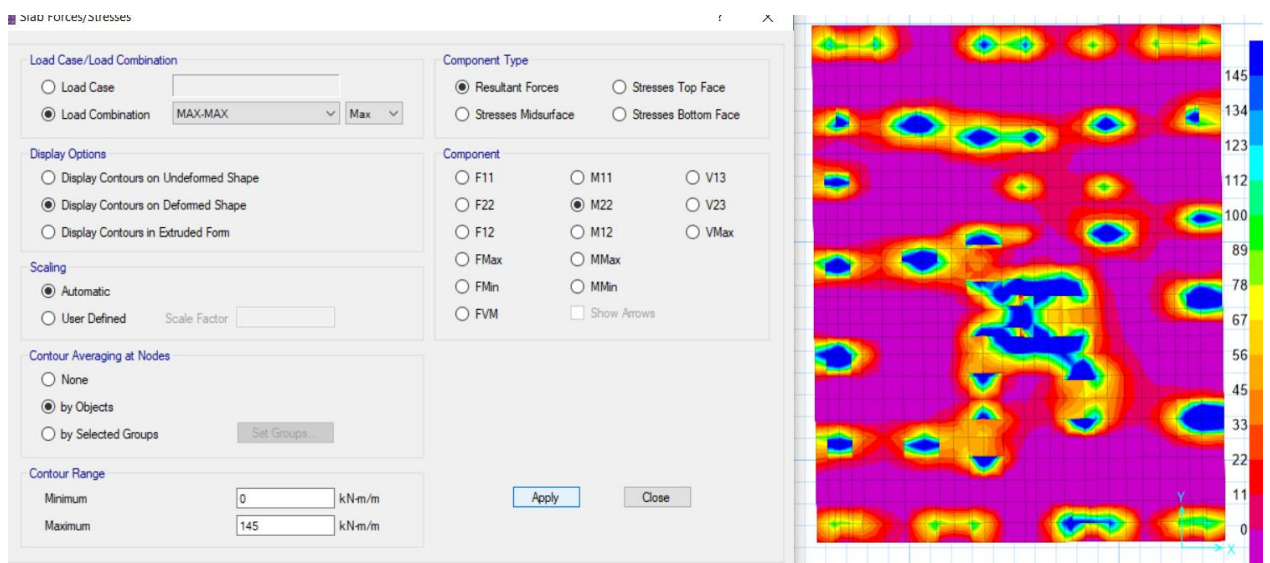 Slab Forces/Stresses ? X
Load Case/Load Combination
Load Case
Load Combination MAX-MAX Max
Display Options
Display Contours on Undeformed Shape
Display Contours on Deformed Shape
Display Contours in Extruded Form
Scaling
Automatic
User Defined Scale Factor
Contour Averaging at Nodes
None
by Objects
by Selected Groups Set Groups...
Contour Range
Minimum 0 kN-m/m
Maximum 145 kN-m/m
Component Type
Resultant Forces Stresses Top Face
Stresses Midsurface Stresses Bottom Face
Component
F11 M11 V13
F22 M22 V23
F12 M12 VMax
FMax MMax
FMin MMin
FVM Show Arrows
Apply Close
145
134
123
112
100
89
78
67
56
45
33
22
11
0
Y
X